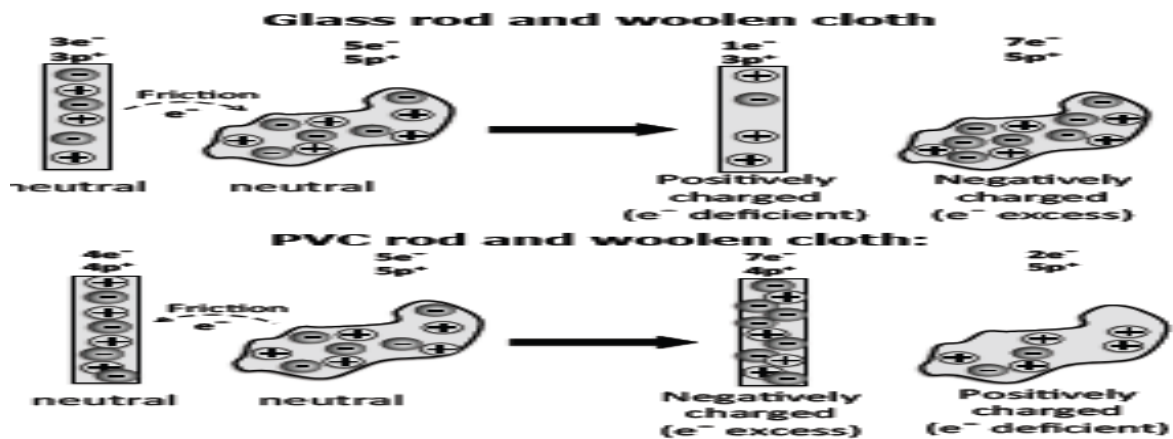 Glass rod and woolen cloth
3e⁻
3p⁺
5e⁻
5p⁺
1e⁻
3p⁺
7e⁻
5p⁺
Friction
e⁻
neutral
neutral
Positively
charged
(e⁻ deficient)
Negatively
charged
(e⁻ excess)
PVC rod and woolen cloth:
4e⁻
4p⁺
5e⁻
5p⁺
7e⁻
4p⁺
2e⁻
5p⁺
Friction
e⁻
neutral
neutral
Negatively
charged
(e⁻ excess)
Positively
charged
(e⁻ deficient)